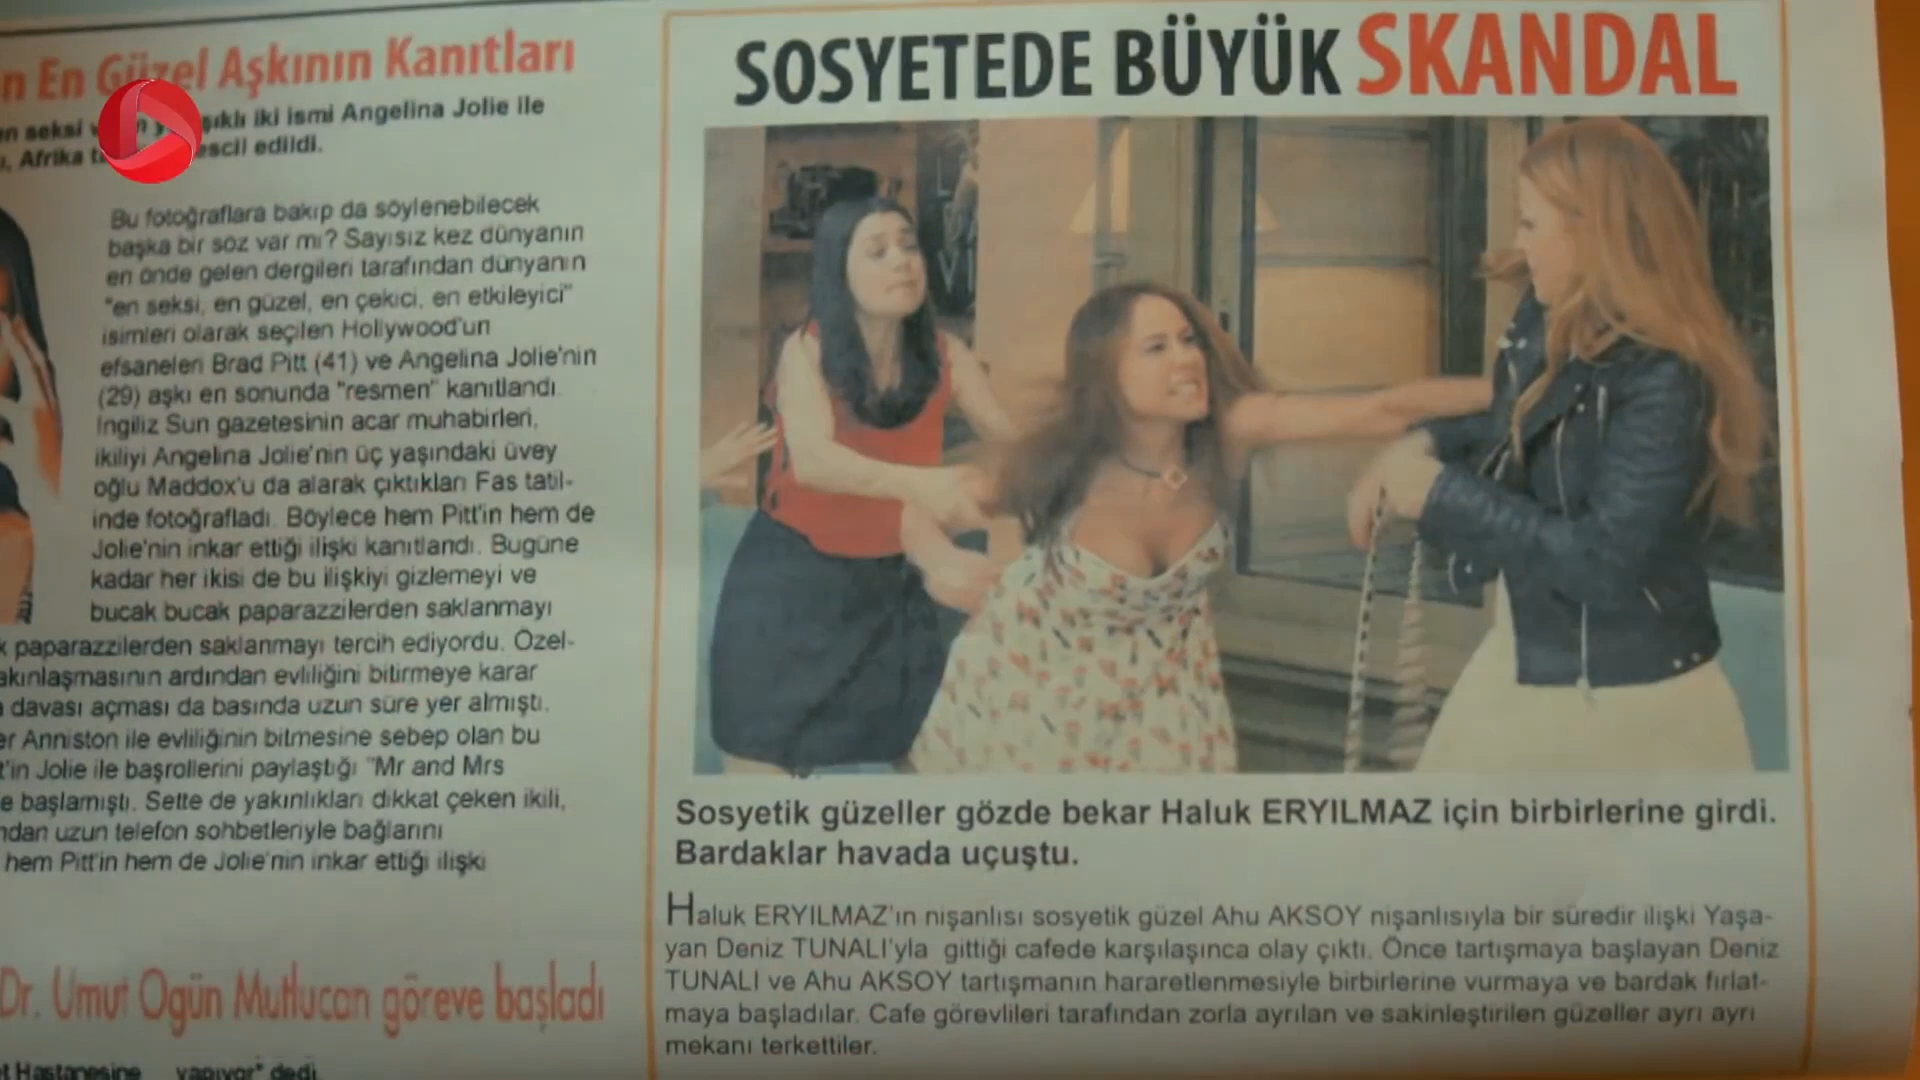 n En Güzel Aşkının Kanıtları
en seksi iki ismi Angelina Jolie ile
Afrika escil edildi.
Bu fotoğraflara bakıp da söylenebilecek
başka bir söz var mı? Sayısız kez dünyanın
en önde gelen dergileri tarafından dünyanın
"en seksi, en güzel, en çekici, en etkileyici"
isimleri olarak seçilen Hollywood'un
efsaneleri Brad Pitt (41) ve Angelina Jolie'nin
(29) aşkı en sonunda "resmen" kanıtlandı.
İngiliz Sun gazetesinin acar muhabirleri,
ikiliyi Angelina Jolie'nin üç yaşındaki üvey
oğlu Maddox'u da alarak çıktıkları Fas tatil-
inde fotoğrafladı. Böylece hem Pitt'in hem de
Jolie'nin inkar ettiği ilişki kanıtlandı. Bugüne
kadar her ikisi de bu ilişkiyi gizlemeyi ve
bucak bucak paparazzilerden saklanmayı
k paparazzilerden saklanmayı tercih ediyordu. Özel-
akınlaşmasının ardından evliliğini bitirmeye karar
davası açması da basında uzun süre yer almıştı.
er Anniston ile evliliğinin bitmesine sebep olan bu
t'in Jolie ile başrollerini paylaştığı "Mr and Mrs
e başlamıştı. Sette de yakınlıkları dikkat çeken ikili,
ndan uzun telefon sohbetleriyle bağlarını
hem Pitt'in hem de Jolie'nin inkar ettiği ilişki
Dr. Umut Ogün Mutlucan göreve başladı
t Hastanesine yapıyor" dedi.
SOSYETEDE BÜYÜK SKANDAL
Sosyetik güzeller gözde bekar Haluk ERYILMAZ için birbirlerine girdi.
Bardaklar havada uçuştu.
Haluk ERYILMAZ'ın nişanlısı sosyetik güzel Ahu AKSOY nişanlısıyla bir süredir ilişki Yaşa-
yan Deniz TUNALI'yla gittiği cafede karşılaşınca olay çıktı. Önce tartışmaya başlayan Deniz
TUNALI ve Ahu AKSOY tartışmanın hararetlenmesiyle birbirlerine vurmaya ve bardak fırlat-
maya başladılar. Cafe görevlileri tarafından zorla ayrılan ve sakinleştirilen güzeller ayrı ayrı
mekanı terkettiler.